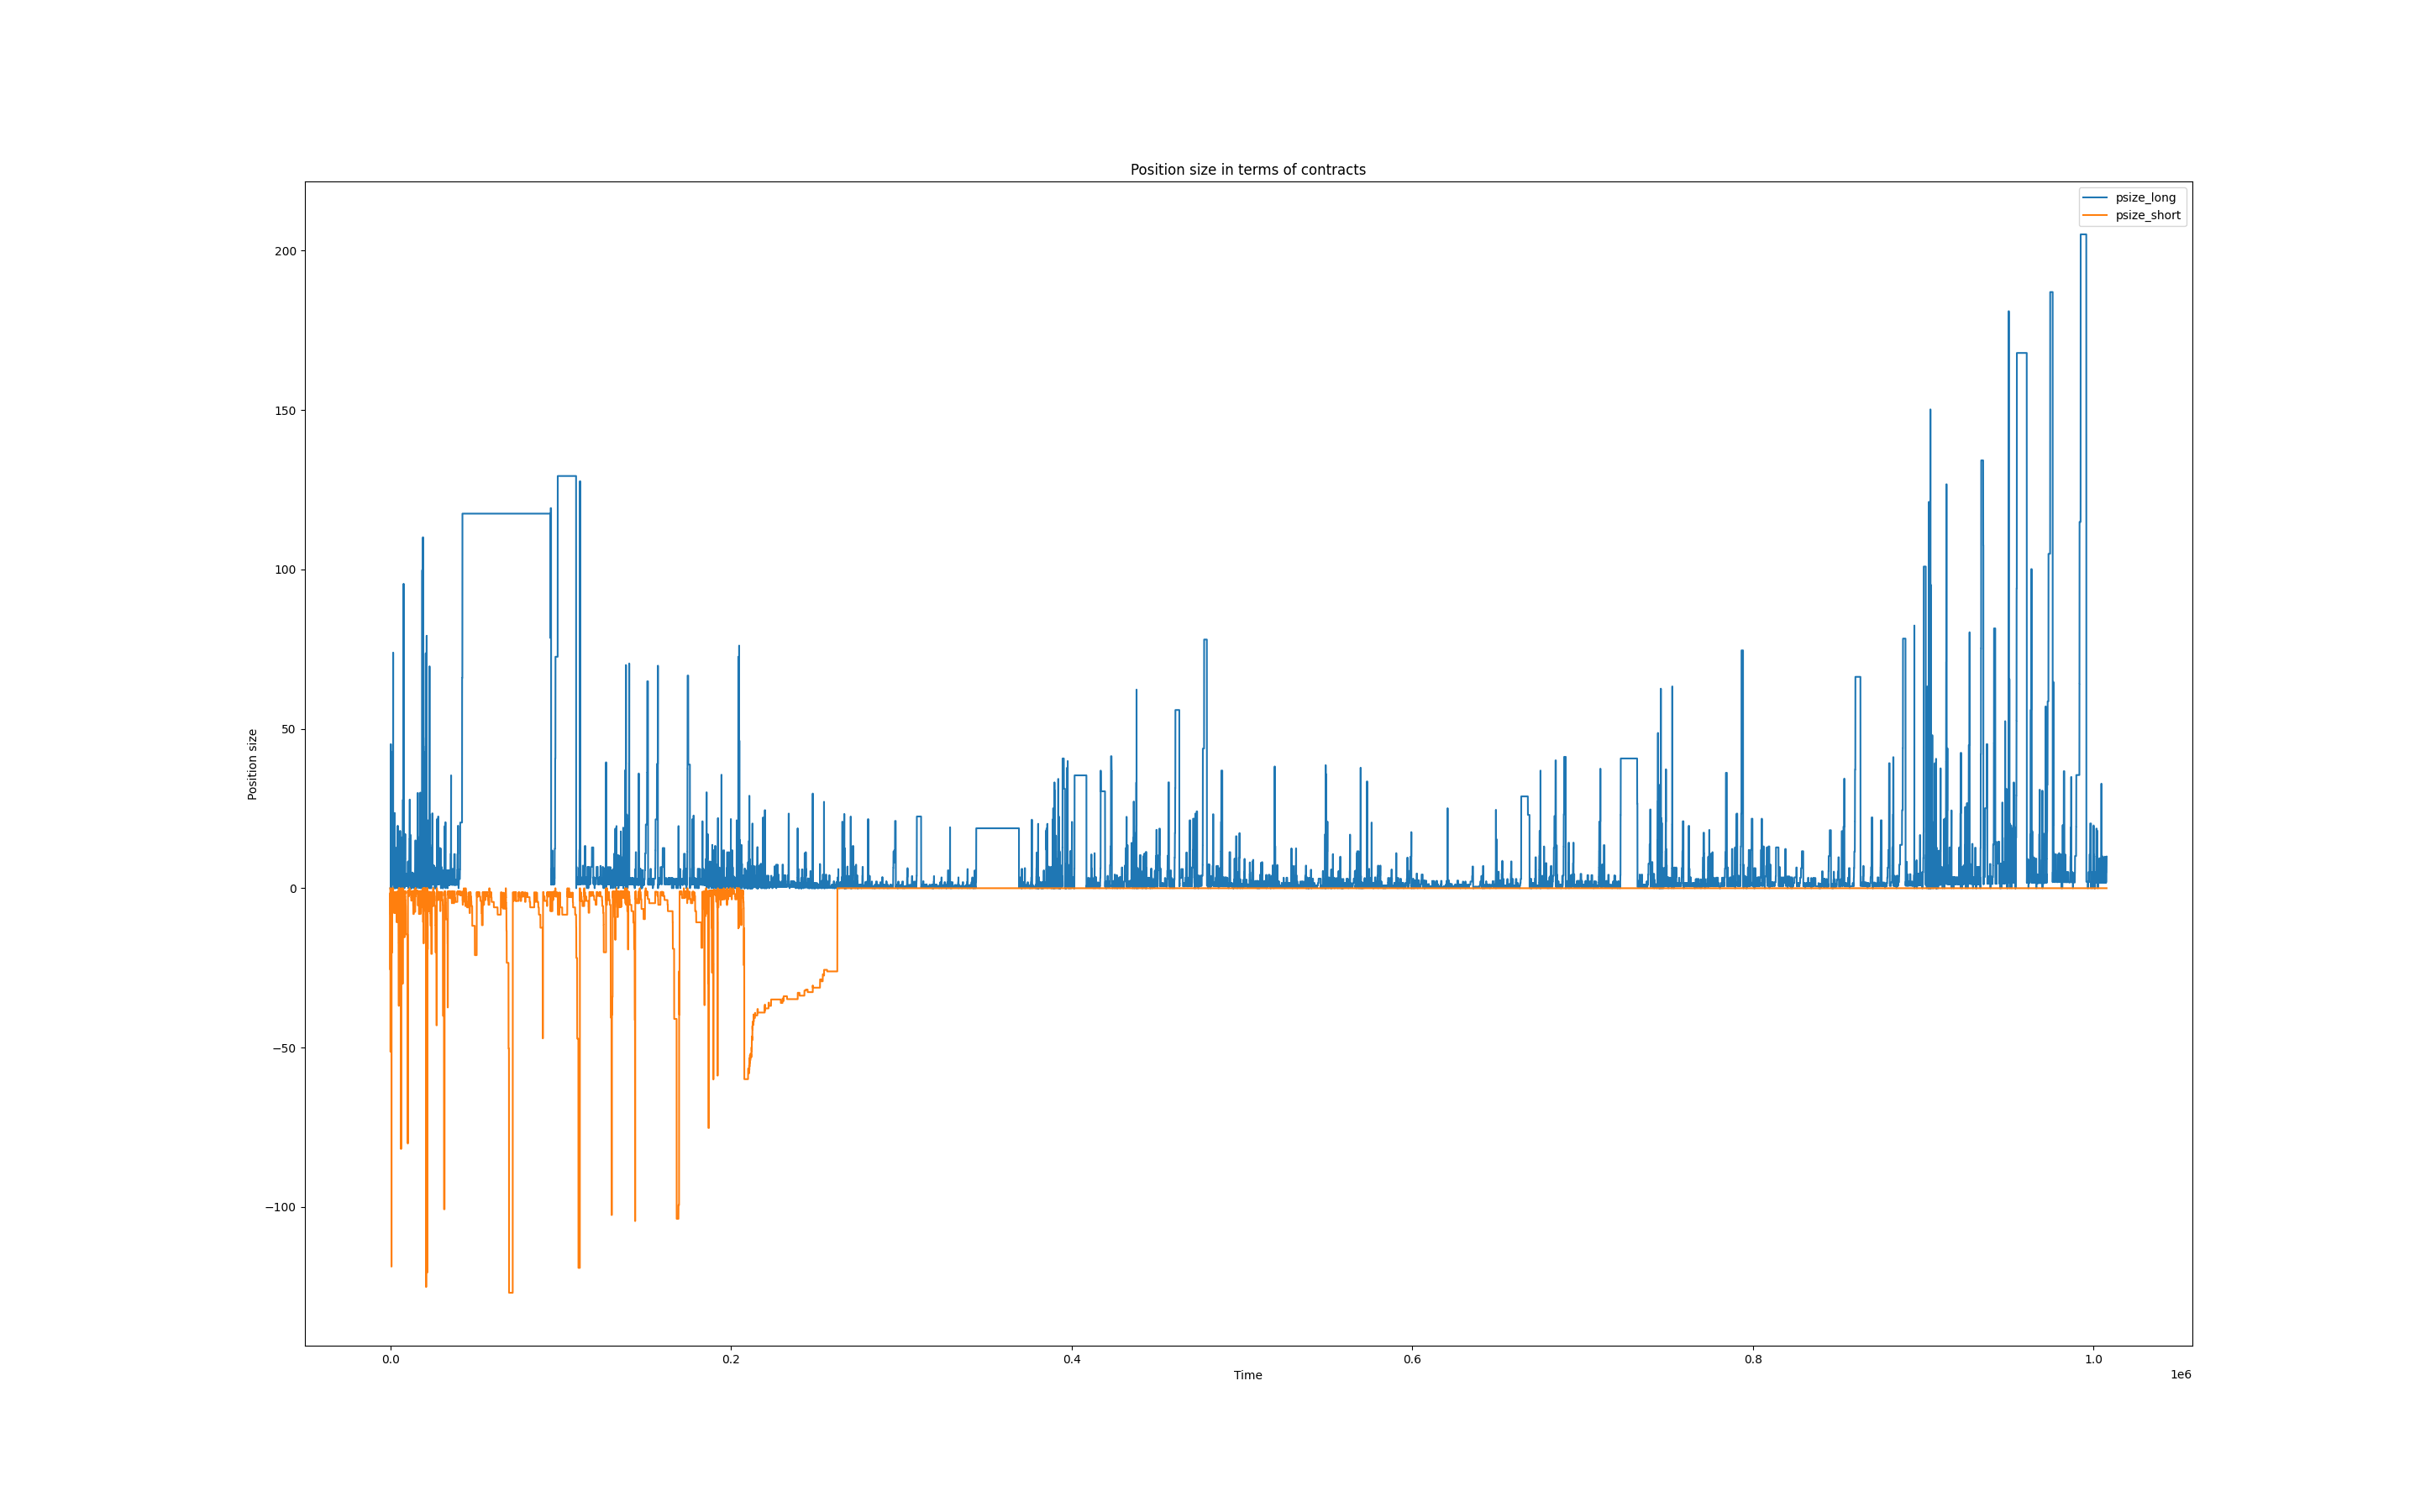 Position size in terms of contracts
psize_long
psize_short
200
150
100
50
0
−50
−100
Position size
0.0
0.2
0.4
0.6
0.8
1.0
1e6
Time